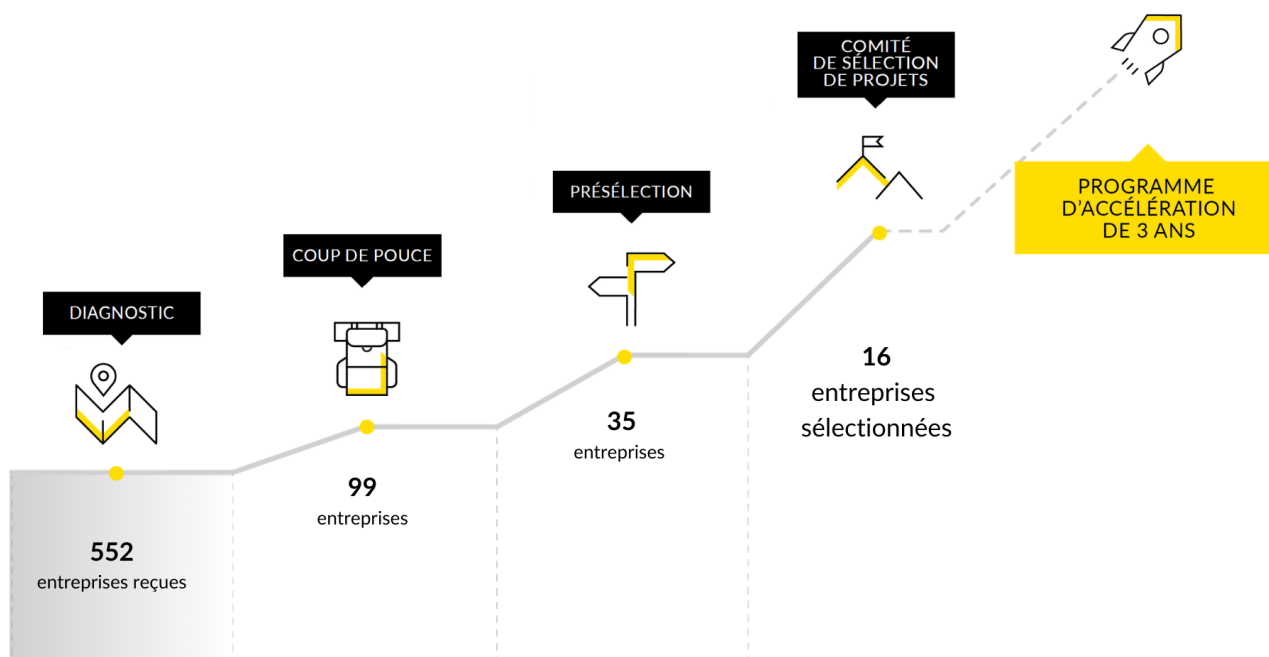 DIAGNOSTIC
552
entreprises reçues
COUP DE POUCE
99
entreprises
PRÉSÉLECTION
35
entreprises
COMITÉ
DE SÉLECTION
DE PROJETS
16
entreprises
sélectionnées
PROGRAMME
D'ACCÉLÉRATION
DE 3 ANS